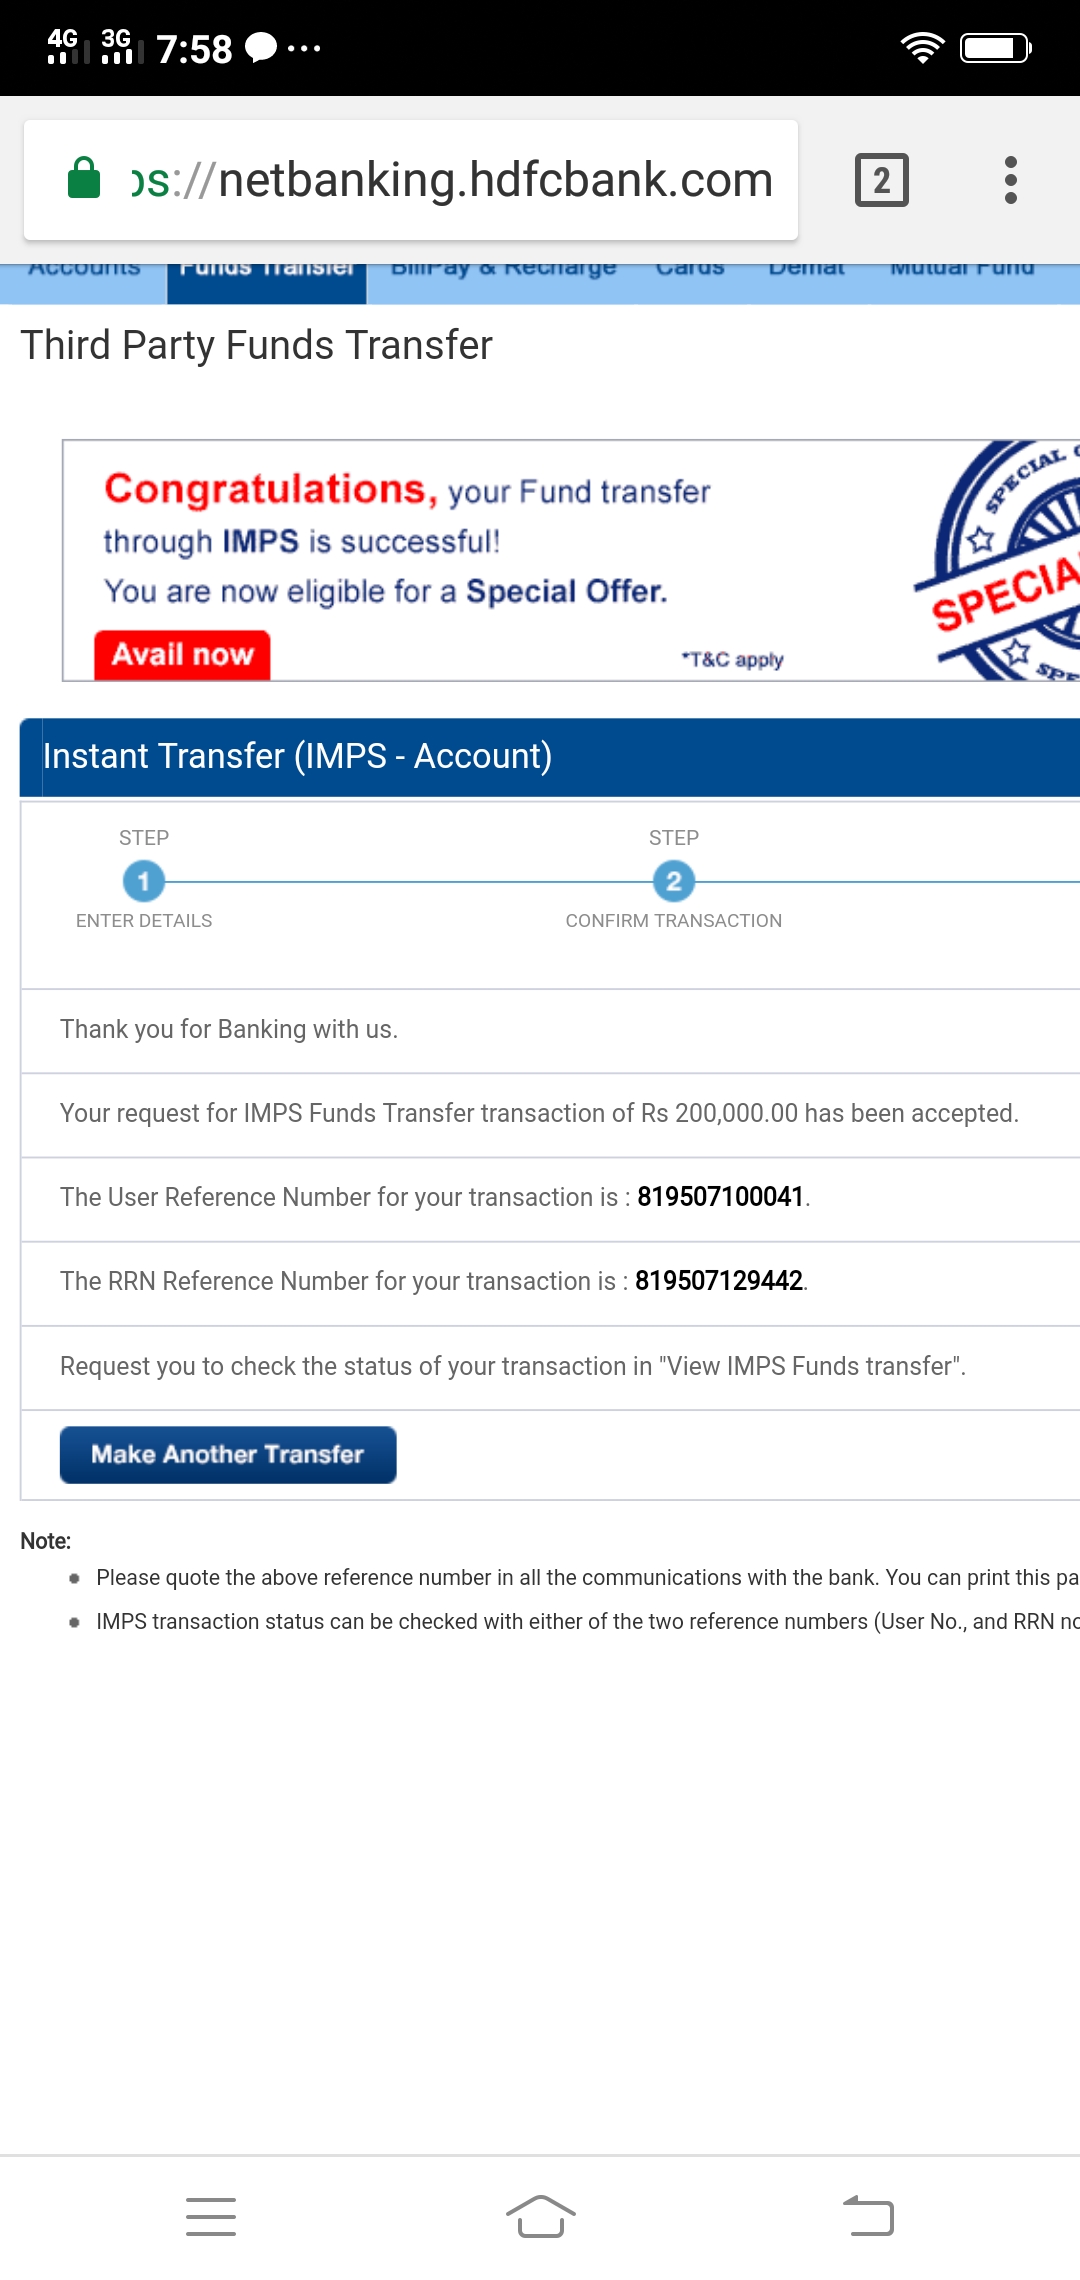 4G 3G 7:58
ps://netbanking.hdfcbank.com 2
Accounts Funds Transfer BillPay & Recharge Cards Demat Mutual Fund
Third Party Funds Transfer
Congratulations, your Fund transfer
through IMPS is successful!
You are now eligible for a Special Offer.
Avail now
*T&C apply
SPECIAL
SPECIA
SPE
Instant Transfer (IMPS - Account)
STEP STEP
1 2
ENTER DETAILS CONFIRM TRANSACTION
Thank you for Banking with us.
Your request for IMPS Funds Transfer transaction of Rs 200,000.00 has been accepted.
The User Reference Number for your transaction is : 819507100041.
The RRN Reference Number for your transaction is : 819507129442.
Request you to check the status of your transaction in "View IMPS Funds transfer".
Make Another Transfer
Note:
Please quote the above reference number in all the communications with the bank. You can print this pa
IMPS transaction status can be checked with either of the two reference numbers (User No., and RRN no